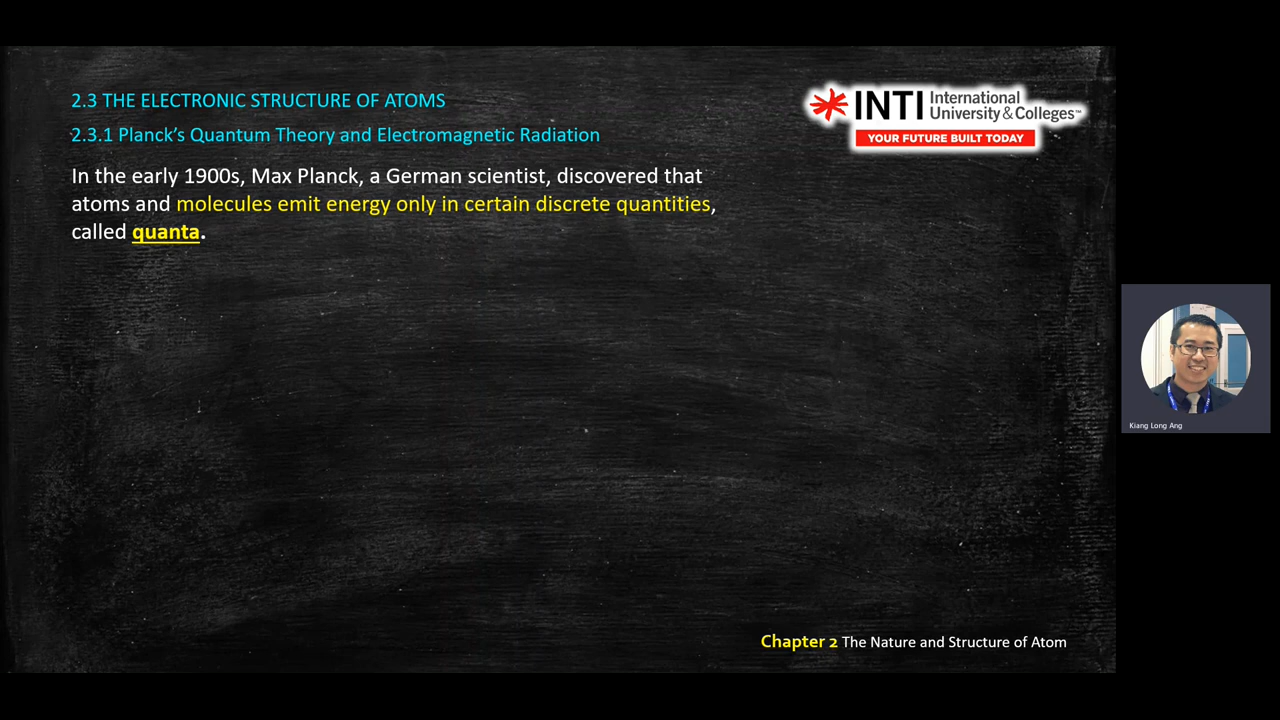 2.3 THE ELECTRONIC STRUCTURE OF ATOMS
2.3.1 Planck's Quantum Theory and Electromagnetic Radiation
In the early 1900s, Max Planck, a German scientist, discovered that
atoms and molecules emit energy only in certain discrete quantities,
called quanta.
INTI International
University & Colleges™
YOUR FUTURE BUILT TODAY
Kiang Long Ang
Chapter 2 The Nature and Structure of Atom